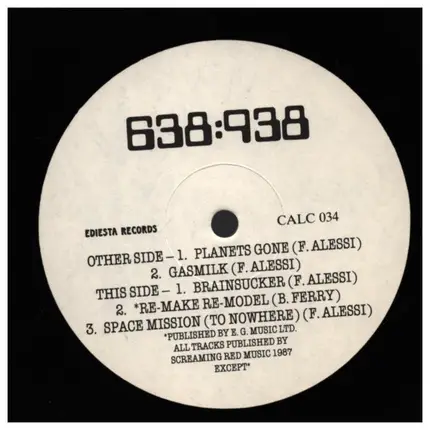 638:938
EDIESTA RECORDS
CALC 034
OTHER SIDE – 1. PLANETS GONE (F. ALESSI)
2. GASMILK (F. ALESSI)
THIS SIDE – 1. BRAINSUCKER (F. ALESSI)
2. *RE-MAKE RE-MODEL (B. FERRY)
3. SPACE MISSION (TO NOWHERE) (F. ALESSI)
*PUBLISHED BY E. G. MUSIC LTD.
ALL TRACKS PUBLISHED BY
SCREAMING RED MUSIC 1987
EXCEPT*